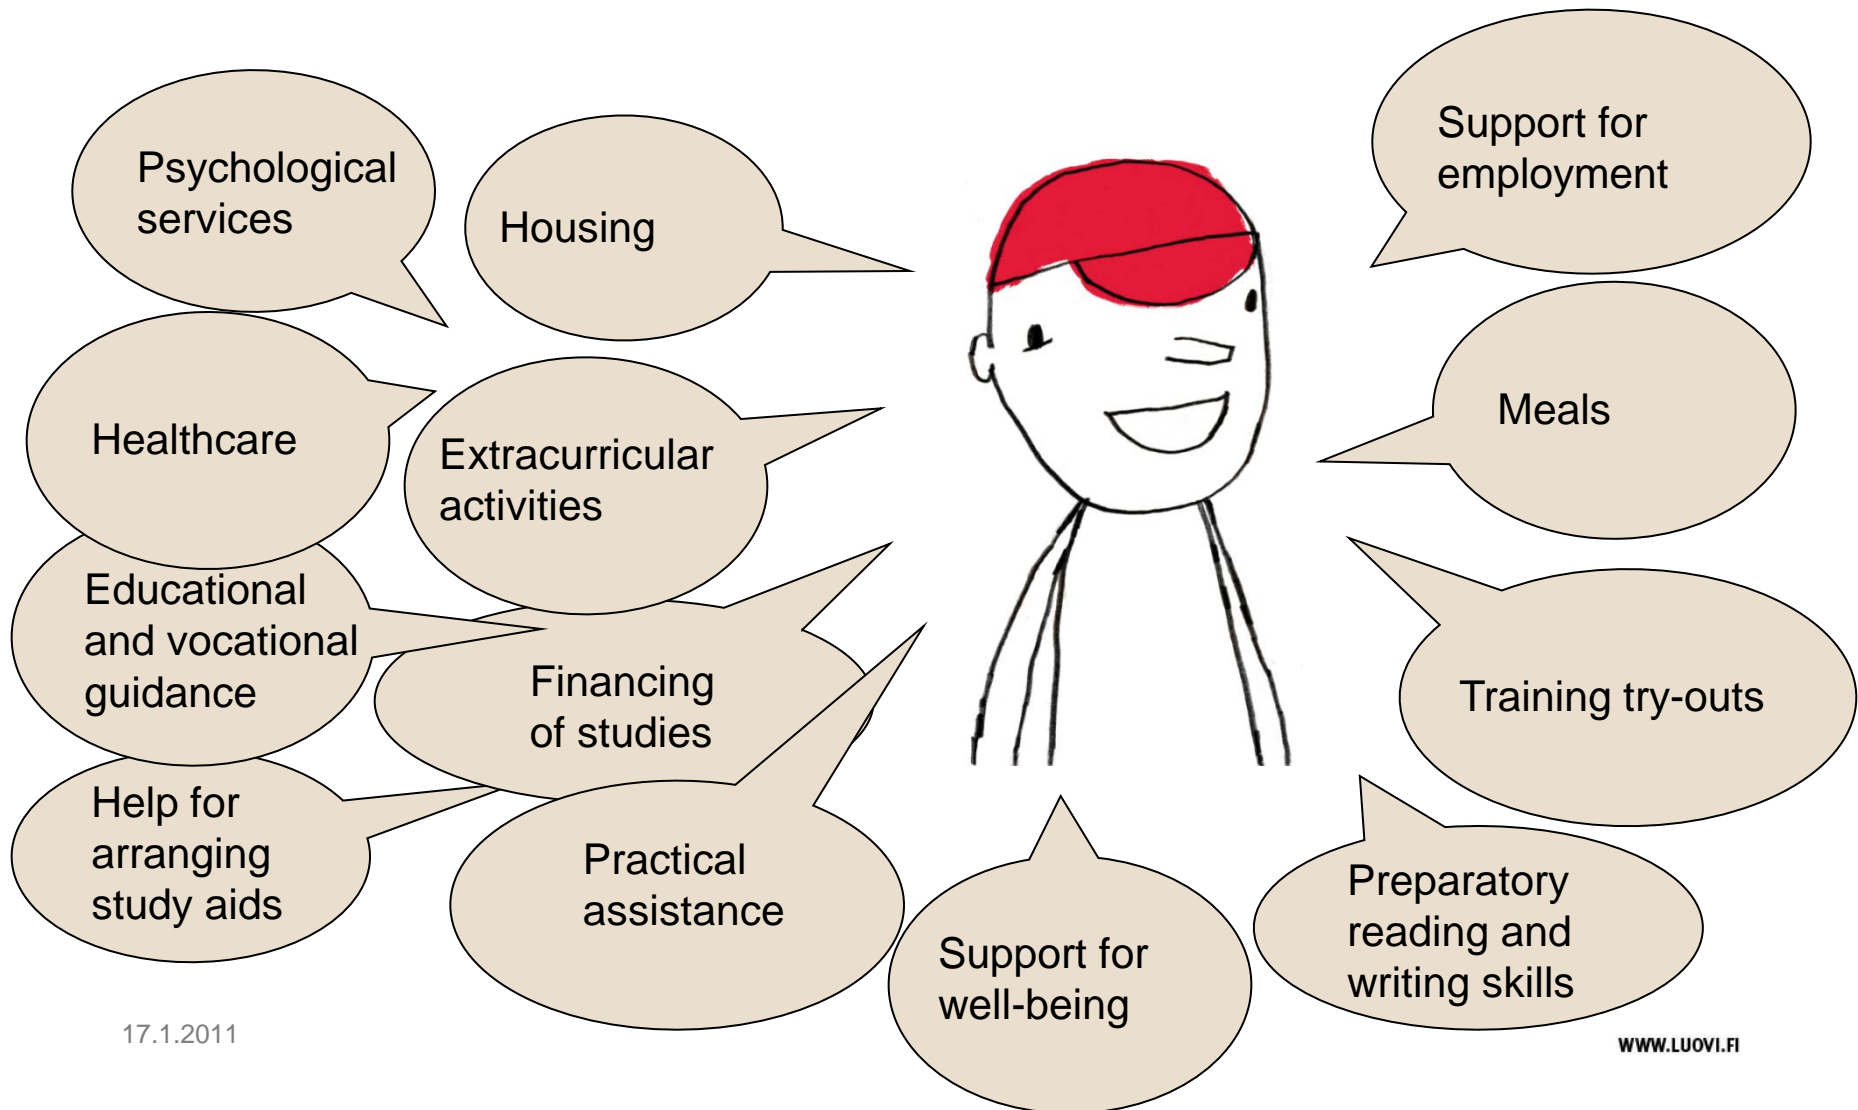 Psychological
services
Housing
Support for
employment
Healthcare
Extracurricular
activities
Meals
Educational
and vocational
guidance
Financing
of studies
Training try-outs
Help for
arranging
study aids
Practical
assistance
Support for
well-being
Preparatory
reading and
writing skills
17.1.2011
WWW.LUOVI.FI